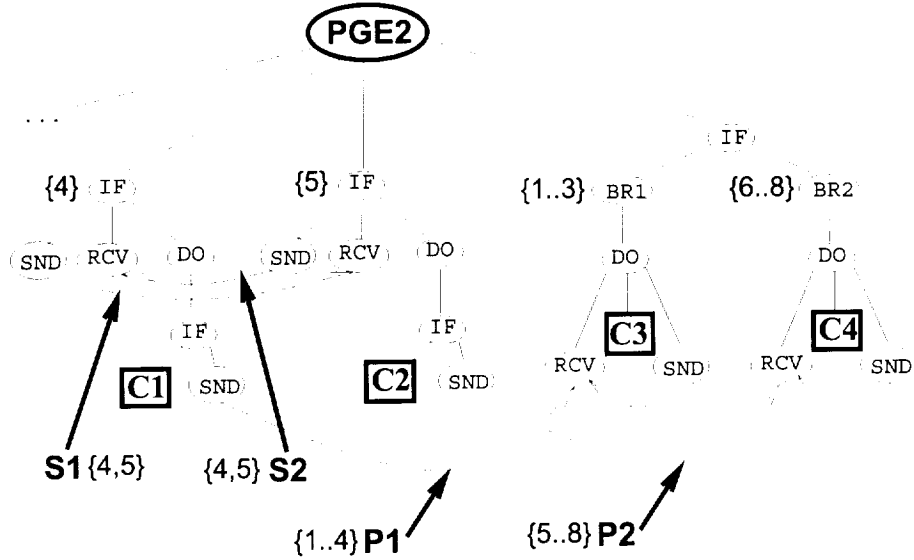 PGE2
...
IF
{4} IF {5} IF {1..3} BR1 {6..8} BR2
SND RCV DO SND RCV DO DO DO
IF IF C3 C4
C1 SND C2 SND RCV SND RCV SND
S1 {4,5} {4,5} S2
{1..4} P1 {5..8} P2